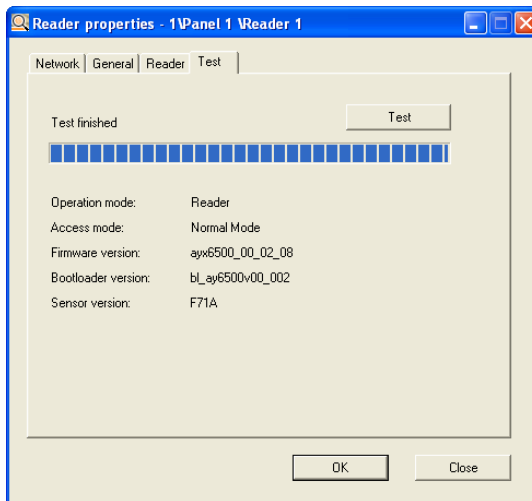 Reader properties - 1\Panel 1 \Reader 1
Network General Reader Test
Test finished Test
Operation mode: Reader
Access mode: Normal Mode
Firmware version: ayx6500_00_02_08
Bootloader version: bl_ay6500v00_002
Sensor version: F71A
OK Close